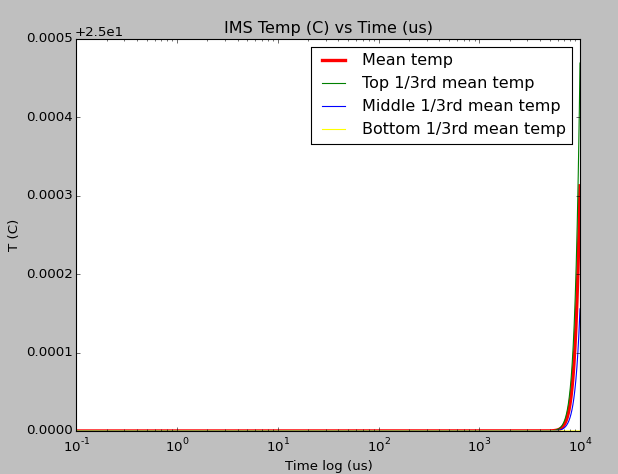 IMS Temp (C) vs Time (us)
+2.5e1
0.0005
0.0004
0.0003
0.0002
0.0001
0.0000
T (C)
Mean temp
Top 1/3rd mean temp
Middle 1/3rd mean temp
Bottom 1/3rd mean temp
10⁻¹ 10⁰ 10¹ 10² 10³ 10⁴
Time log (us)